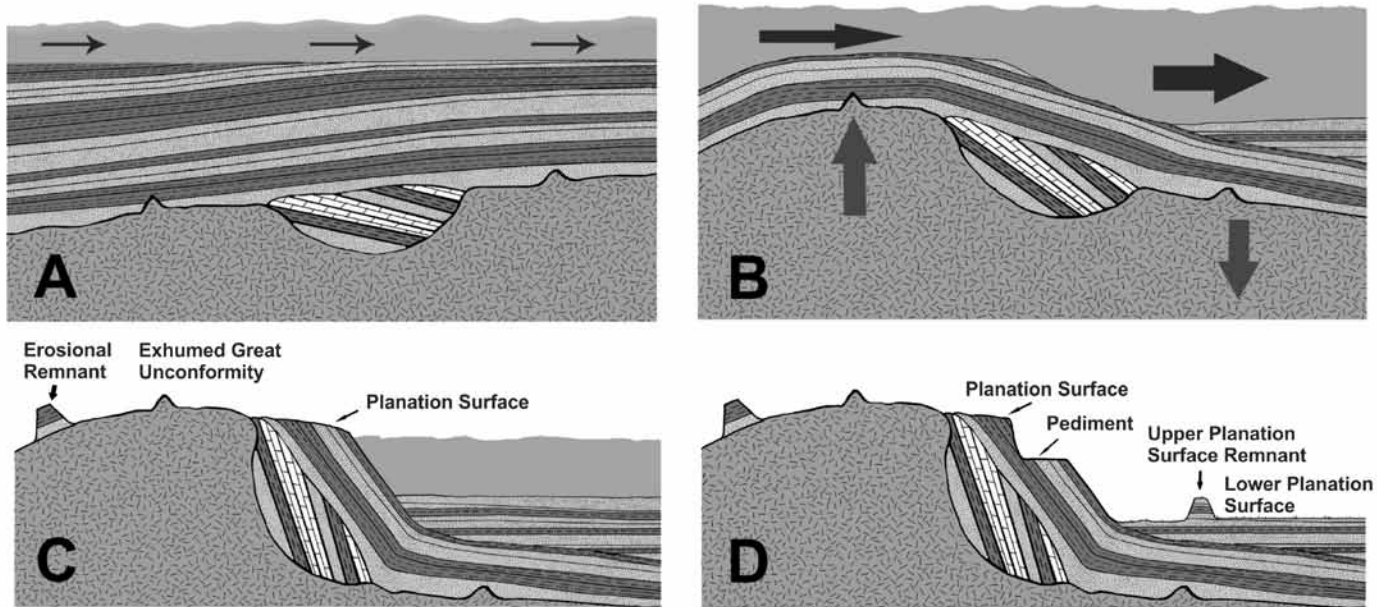 A
B
Erosional
Remnant
Exhumed Great
Unconformity
Planation Surface
C
Planation Surface
Pediment
Upper Planation
Surface Remnant
Lower Planation
Surface
D